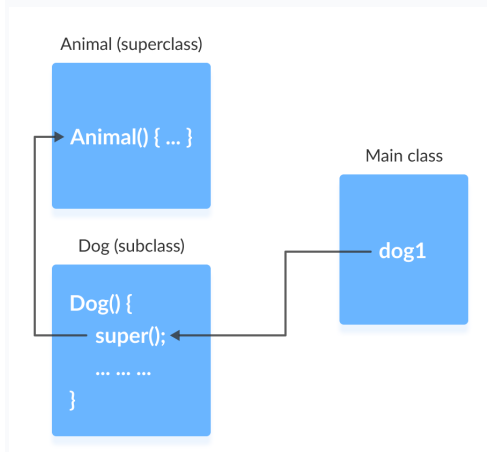 Animal (superclass)
Animal() { ... }
Main class
dog1
Dog (subclass)
Dog() {
super();
... ... ...
}